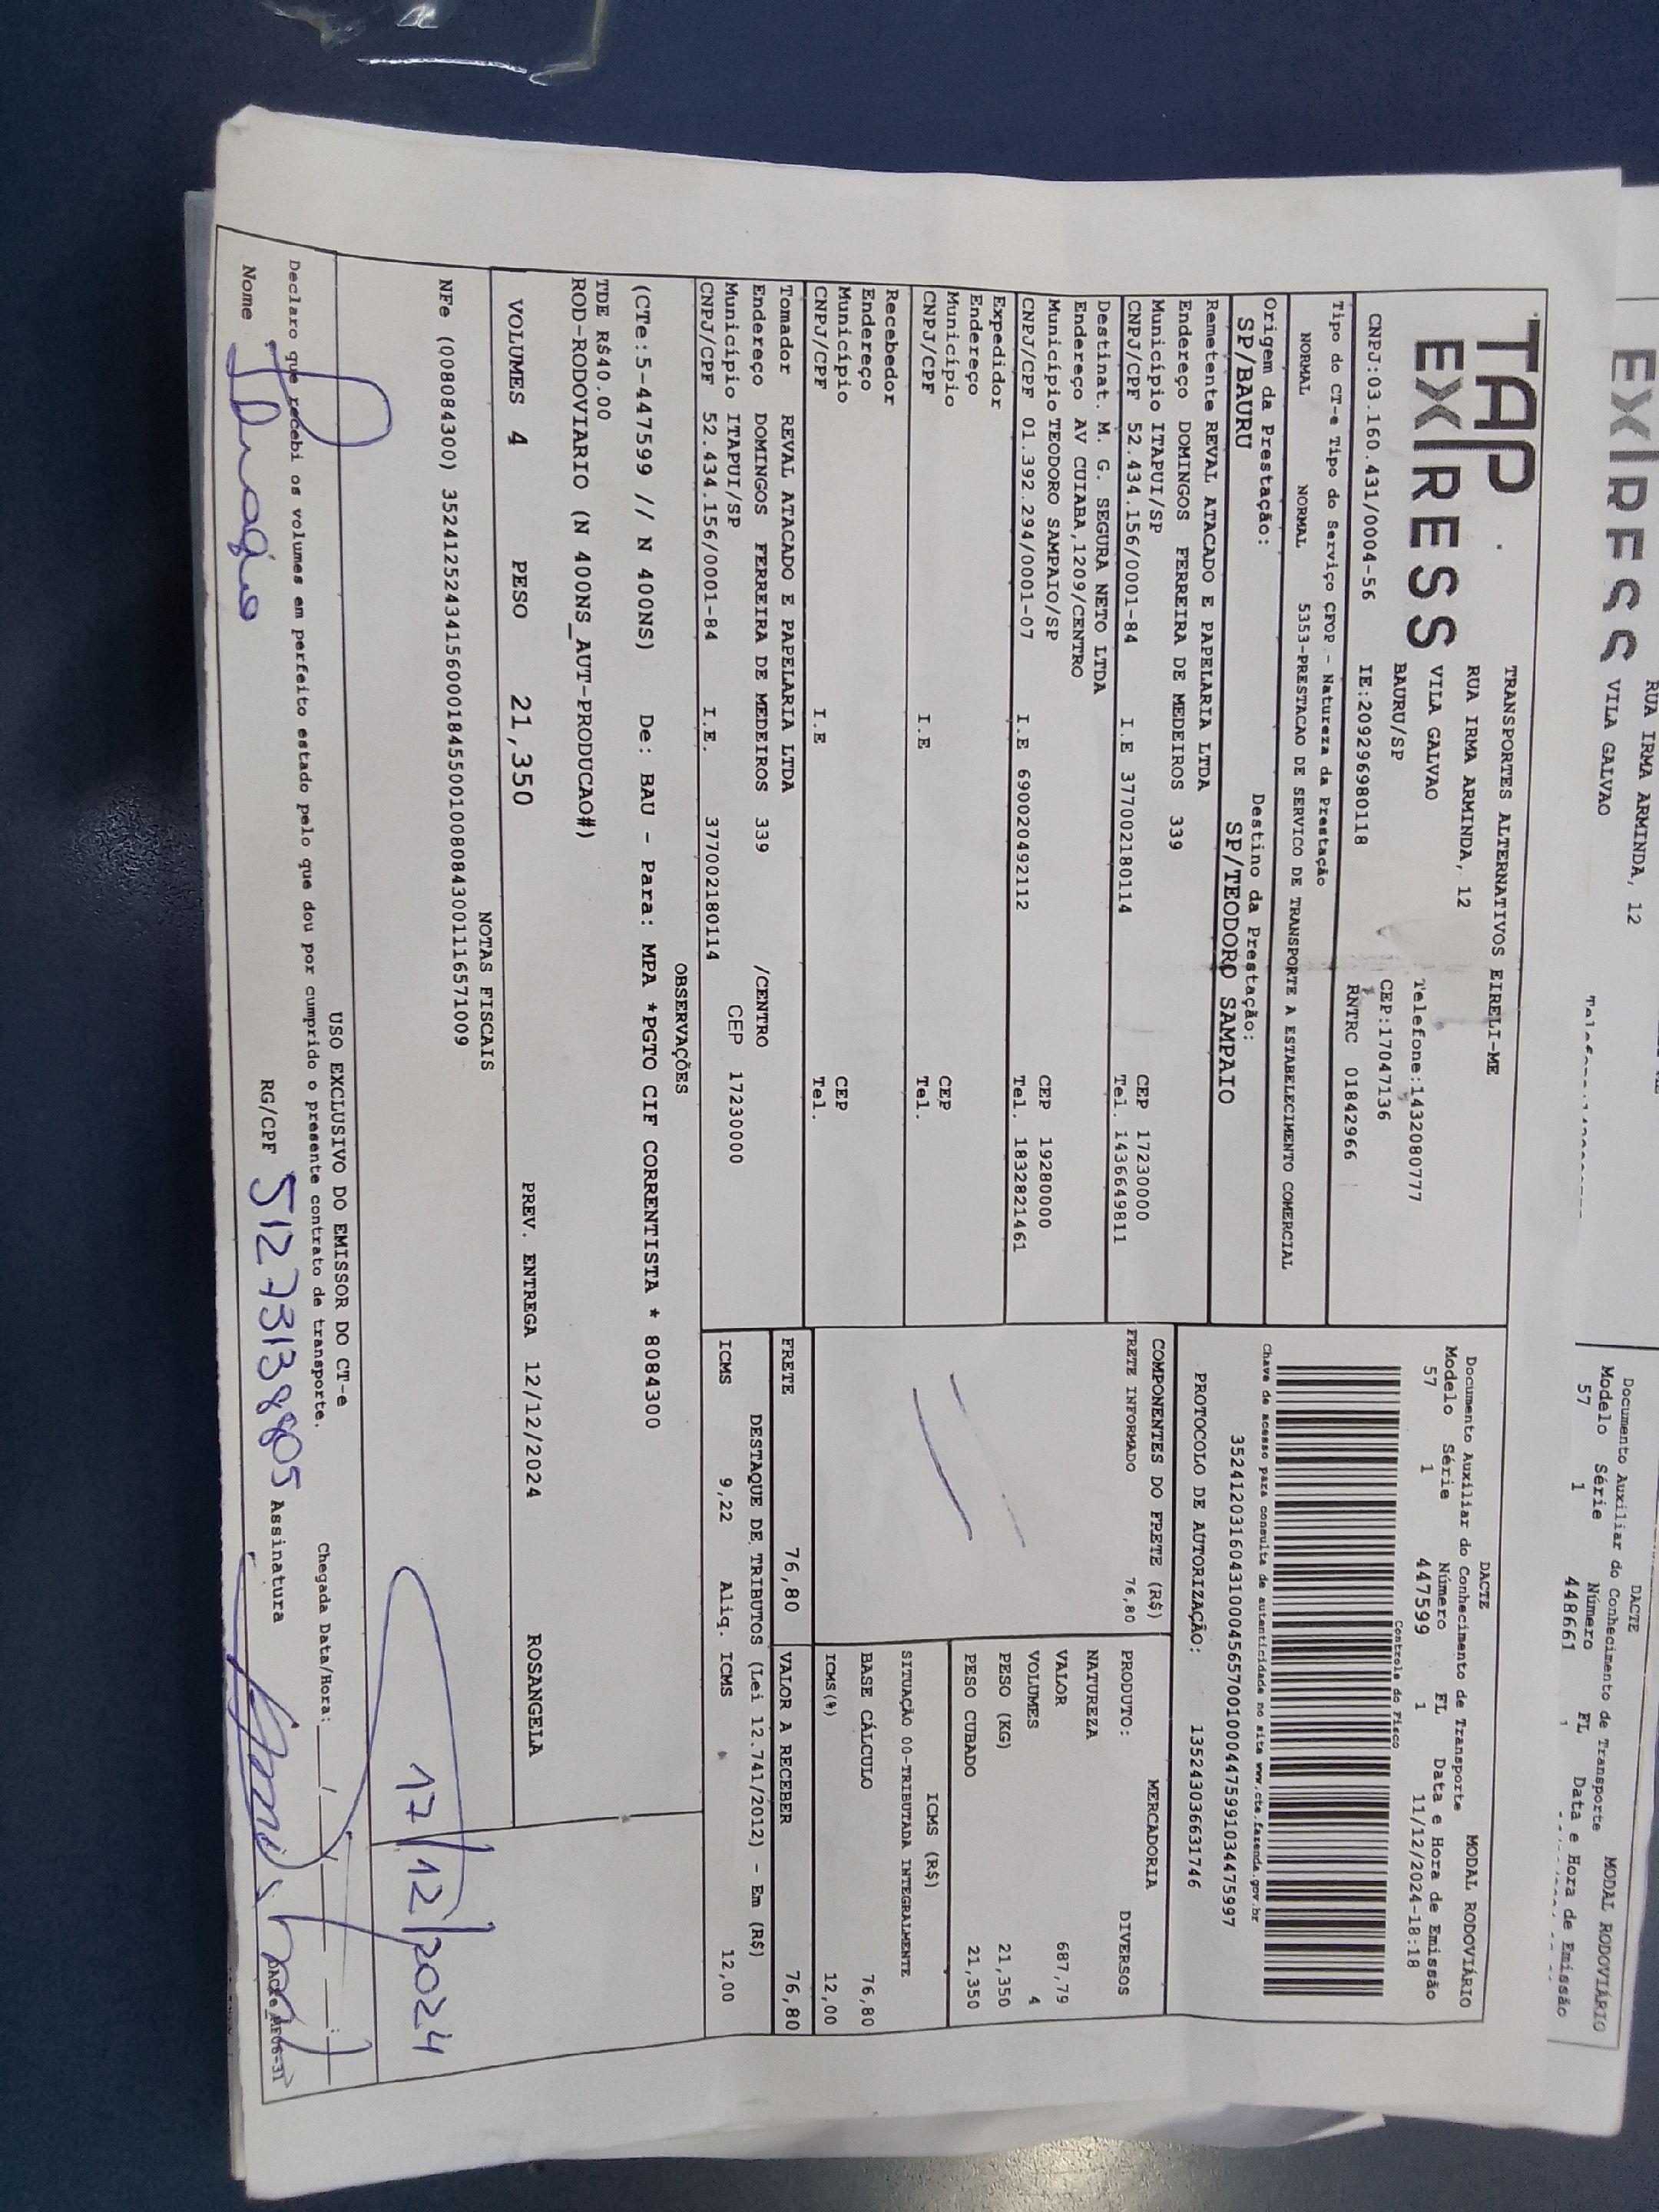 EXPRESS
RUA IRMA ARMINDA, 12
VILA GALVAO
DACTE
Documento Auxiliar do Conhecimento de Transporte
MODAL RODOVIÁRIO
Modelo Série Número FL Data e Hora de Emissão
57 1 448661 1
TAP
EXPRESS
TRANSPORTES ALTERNATIVOS EIRELI-ME
RUA IRMA ARMINDA, 12
VILA GALVAO Telefone:1432080777
BAURU/SP CEP:17047136
CNPJ:03.160.431/0004-56 IE:209296980118 RNTRC 01842966
DACTE
Documento Auxiliar do Conhecimento de Transporte MODAL RODOVIÁRIO
Modelo Série Número FL Data e Hora de Emissão
57 1 447599 1 11/12/2024-18:18
Controle do Fisco
Chave de acesso para consulta de autenticidade no site www.cte.fazenda.gov.br
35241203160431000456570010004475991034475997
PROTOCOLO DE AUTORIZAÇÃO: 135243036631746
Tipo do CT-e Tipo do Serviço CFOP - Natureza da Prestação
NORMAL NORMAL 5353-PRESTACAO DE SERVICO DE TRANSPORTE A ESTABELECIMENTO COMERCIAL
Origem da Prestação: Destino da Prestação:
SP/BAURU SP/TEODORO SAMPAIO
Remetente REVAL ATACADO E PAPELARIA LTDA
Endereço DOMINGOS FERREIRA DE MEDEIROS 339
Município ITAPUI/SP CEP 17230000
CNPJ/CPF 52.434.156/0001-84 I.E 377002180114 Tel. 1436649811
Destinat. M. G. SEGURA NETO LTDA
Endereço AV CUIABA,1209/CENTRO
Município TEODORO SAMPAIO/SP CEP 19280000
CNPJ/CPF 01.392.294/0001-07 I.E 690020492112 Tel. 1832821461
Expedidor
Endereço
Município CEP
CNPJ/CPF I.E Tel.
Recebedor
Endereço
Município CEP
CNPJ/CPF I.E Tel.
Tomador REVAL ATACADO E PAPELARIA LTDA
Endereço DOMINGOS FERREIRA DE MEDEIROS 339 /CENTRO
Município ITAPUI/SP CEP 17230000
CNPJ/CPF 52.434.156/0001-84 I.E. 377002180114
COMPONENTES DO FRETE (R$)
FRETE INFORMADO 76,80
MERCADORIA
PRODUTO: DIVERSOS
NATUREZA
VALOR 687,79
VOLUMES 4
PESO (KG) 21,350
PESO CUBADO 21,350
ICMS (R$)
SITUAÇÃO 00-TRIBUTADA INTEGRALMENTE
BASE CÁLCULO 76,80
ICMS(%) 12,00
FRETE 76,80 VALOR A RECEBER 76,80
DESTAQUE DE TRIBUTOS (Lei 12.741/2012) - Em (R$)
ICMS 9,22 Aliq. ICMS 12,00
OBSERVAÇÕES
(CTe:5-447599 // N 400NS) De: BAU - Para: MPA *PGTO CIF CORRENTISTA * 8084300
TDE R$40.00
ROD-RODOVIARIO (N 400NS_AUT-PRODUCAO#)
VOLUMES 4 PESO 21,350 PREV. ENTREGA 12/12/2024 ROSANGELA
NOTAS FISCAIS
NFe (008084300) 35241252434156000184550010080843001116571009
17/12/2024
USO EXCLUSIVO DO EMISSOR DO CT-e
Declaro que recebi os volumes em perfeito estado pelo que dou por cumprido o presente contrato de transporte.
Chegada Data/Hora: / / :
Nome RG/CPF 51273138805 Assinatura